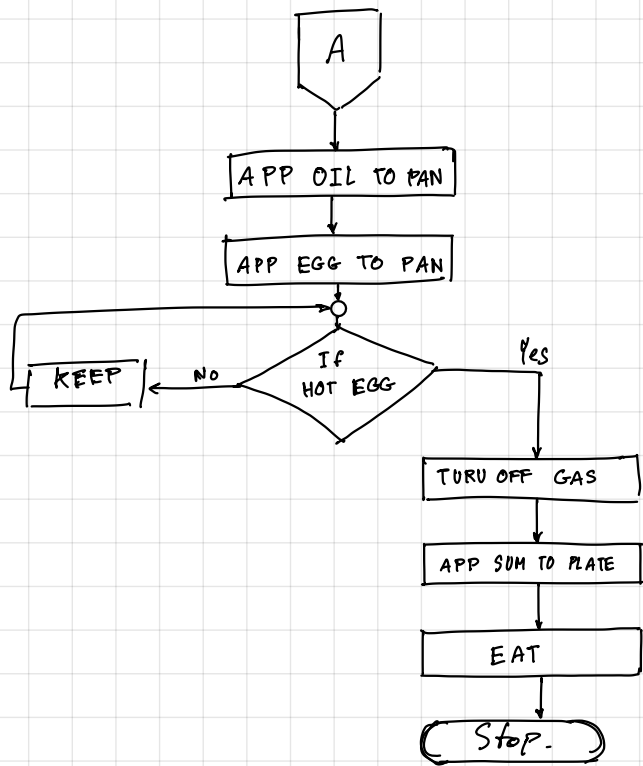 A
APP OIL TO PAN
APP EGG TO PAN
If
HOT EGG
Yes
NO
KEEP
TURU OFF GAS
APP SUM TO PLATE
EAT
Stop.